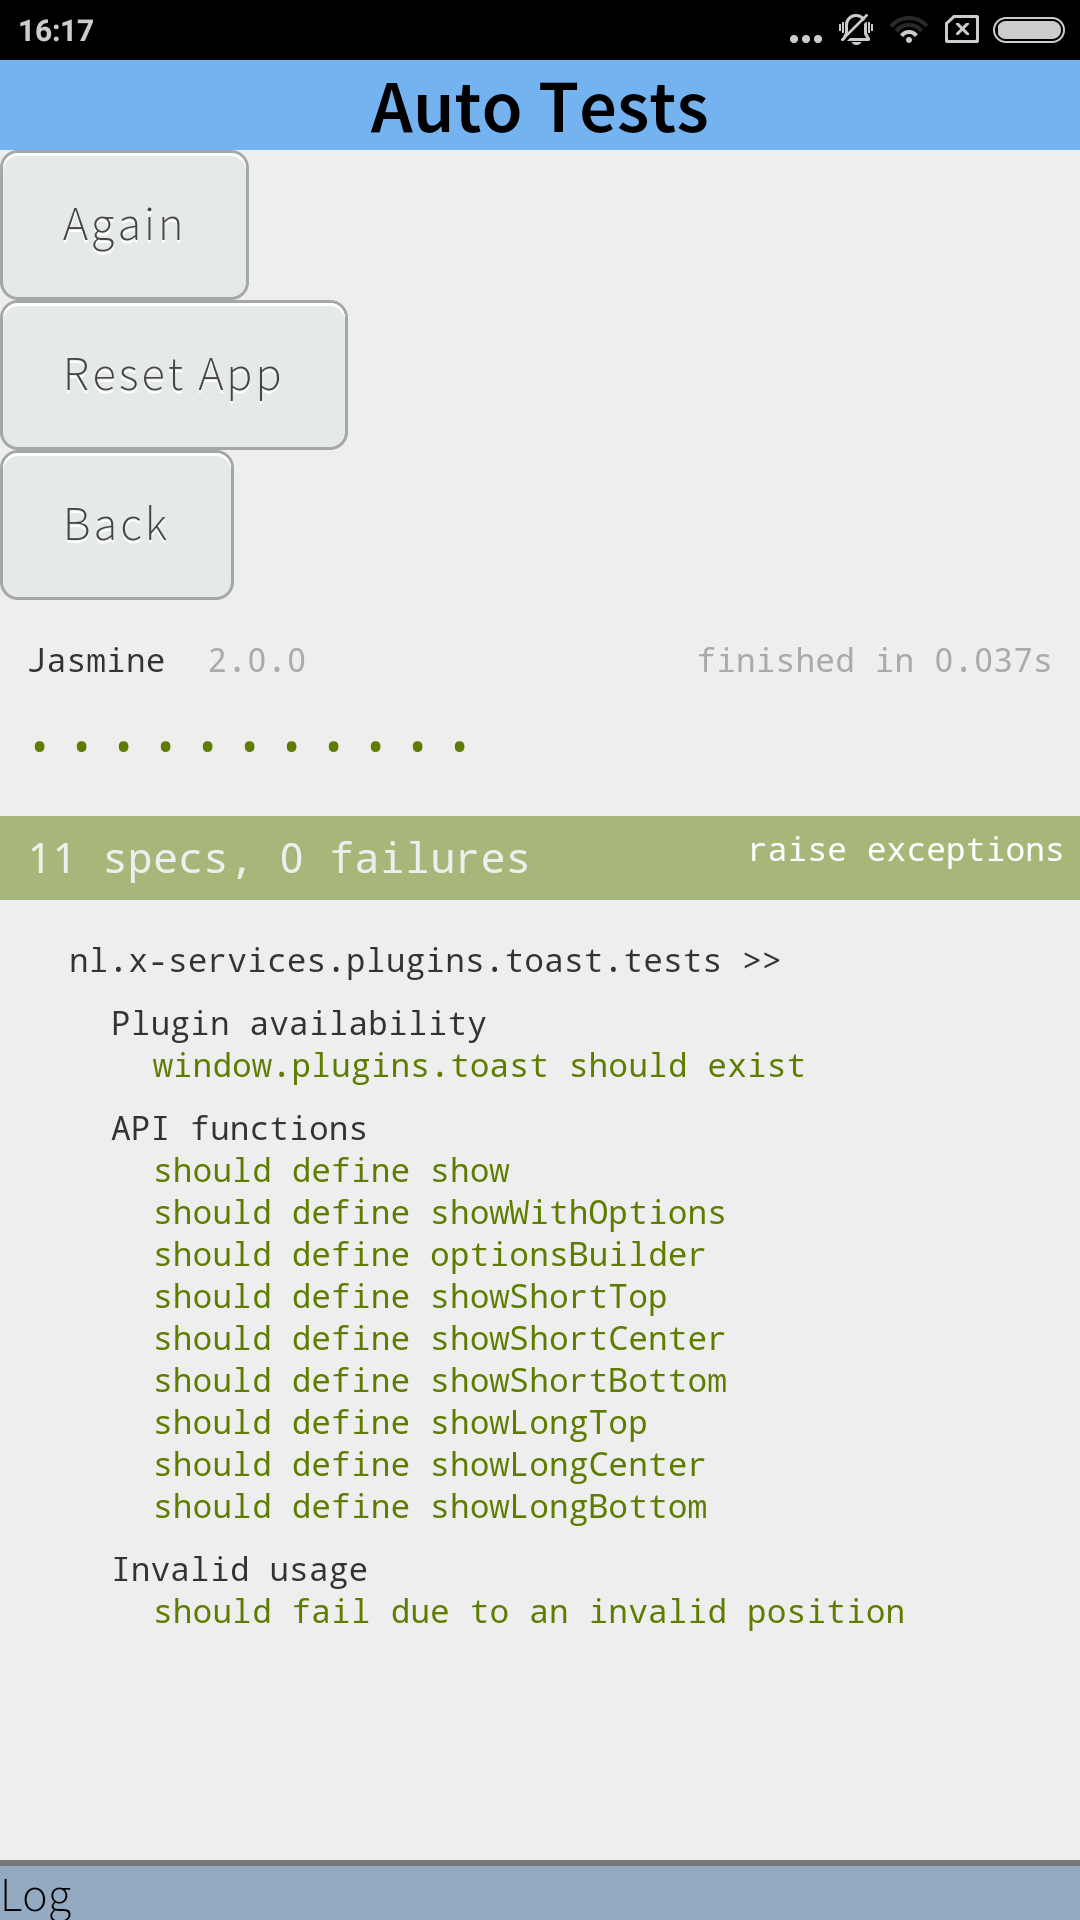 16:17
Auto Tests
Again
Reset App
Back
Jasmine 2.0.0 finished in 0.037s
...........
11 specs, 0 failures raise exceptions
nl.x-services.plugins.toast.tests >>
Plugin availability
window.plugins.toast should exist
API functions
should define show
should define showWithOptions
should define optionsBuilder
should define showShortTop
should define showShortCenter
should define showShortBottom
should define showLongTop
should define showLongCenter
should define showLongBottom
Invalid usage
should fail due to an invalid position
Log